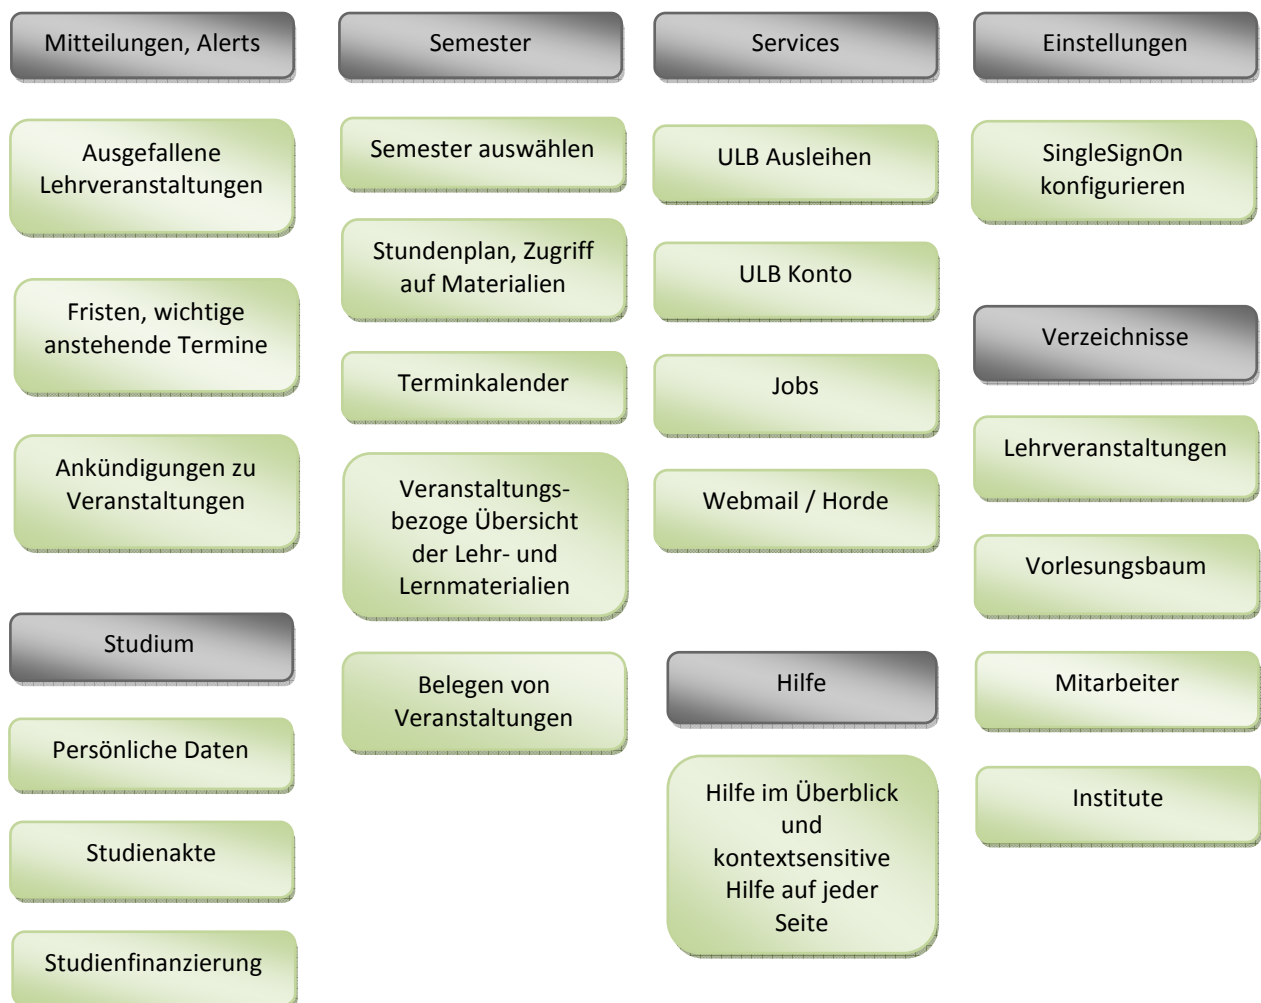 Mitteilungen, Alerts
Ausgefallene
Lehrveranstaltungen
Fristen, wichtige
anstehende Termine
Ankündigungen zu
Veranstaltungen
Studium
Persönliche Daten
Studienakte
Studienfinanzierung
Semester
Semester auswählen
Stundenplan, Zugriff
auf Materialien
Terminkalender
Veranstaltungs-
bezoge Übersicht
der Lehr- und
Lernmaterialien
Belegen von
Veranstaltungen
Services
ULB Ausleihen
ULB Konto
Jobs
Webmail / Horde
Hilfe
Hilfe im Überblick
und
kontextsensitive
Hilfe auf jeder
Seite
Einstellungen
SingleSignOn
konfigurieren
Verzeichnisse
Lehrveranstaltungen
Vorlesungsbaum
Mitarbeiter
Institute